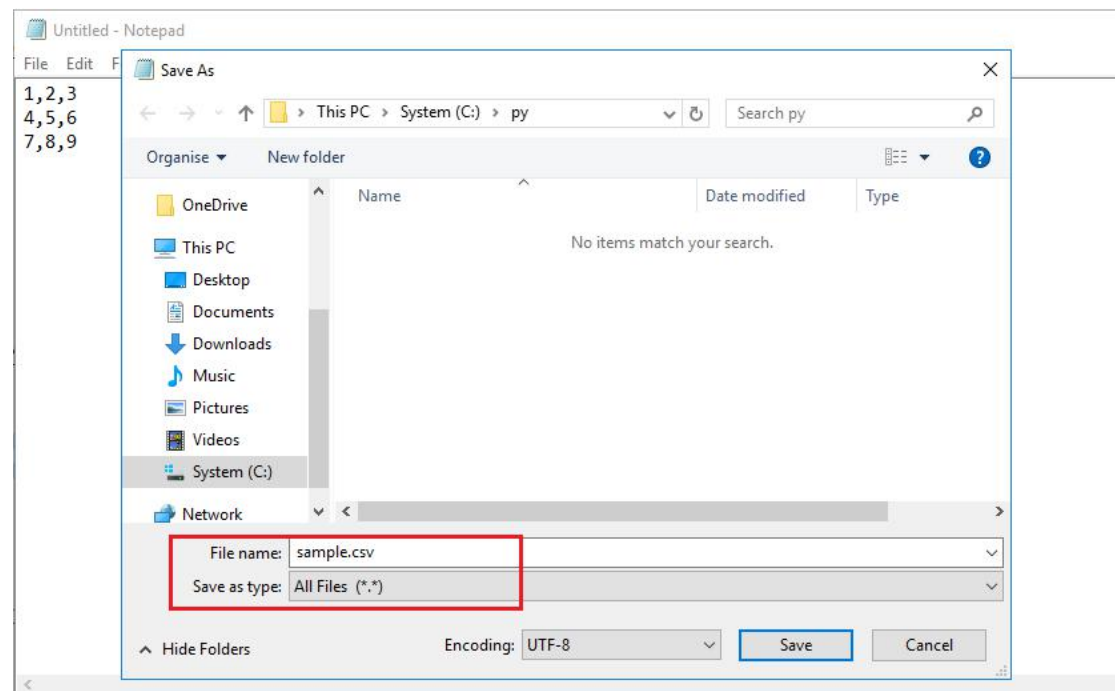 Untitled - Notepad
File Edit F
1,2,3
4,5,6
7,8,9
Save As
This PC > System (C:) > py
Search py
Organise New folder
Name Date modified Type
No items match your search.
OneDrive
This PC
Desktop
Documents
Downloads
Music
Pictures
Videos
System (C:)
Network
File name: sample.csv
Save as type: All Files (*.*)
Hide Folders Encoding: UTF-8 Save Cancel